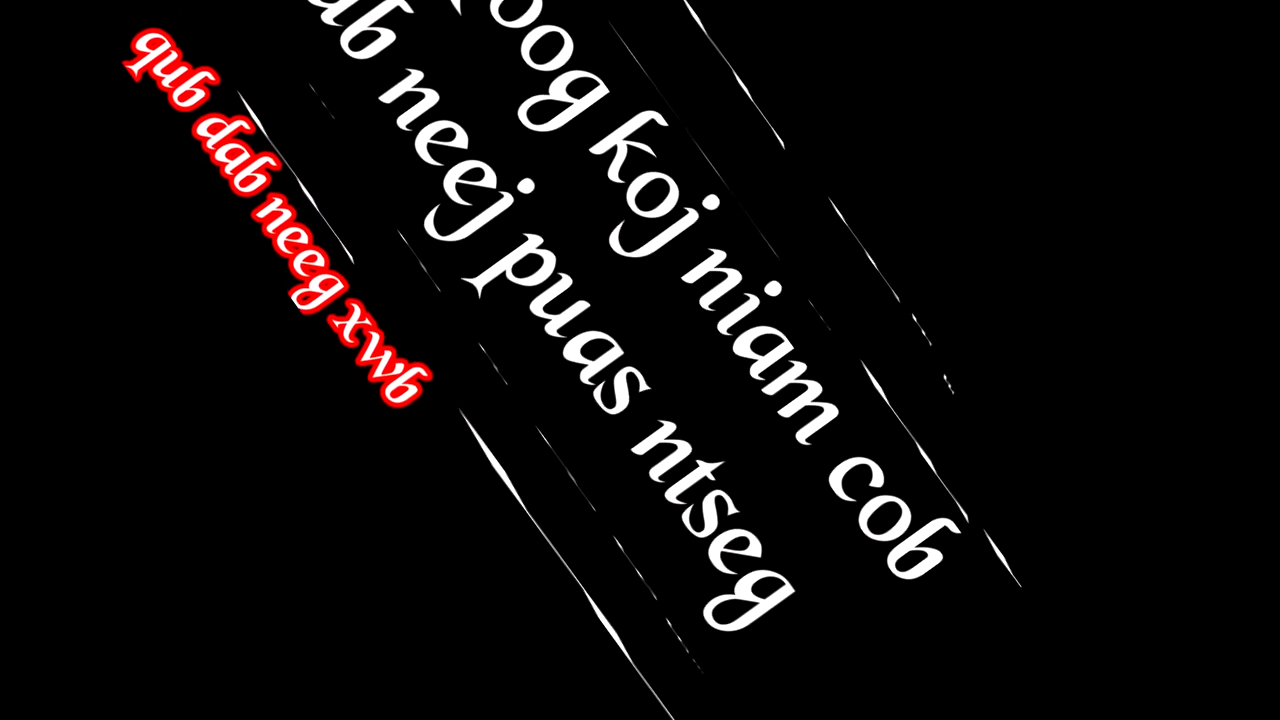 koj niam cob
neej puas ntseg
qub dab neeg xwb